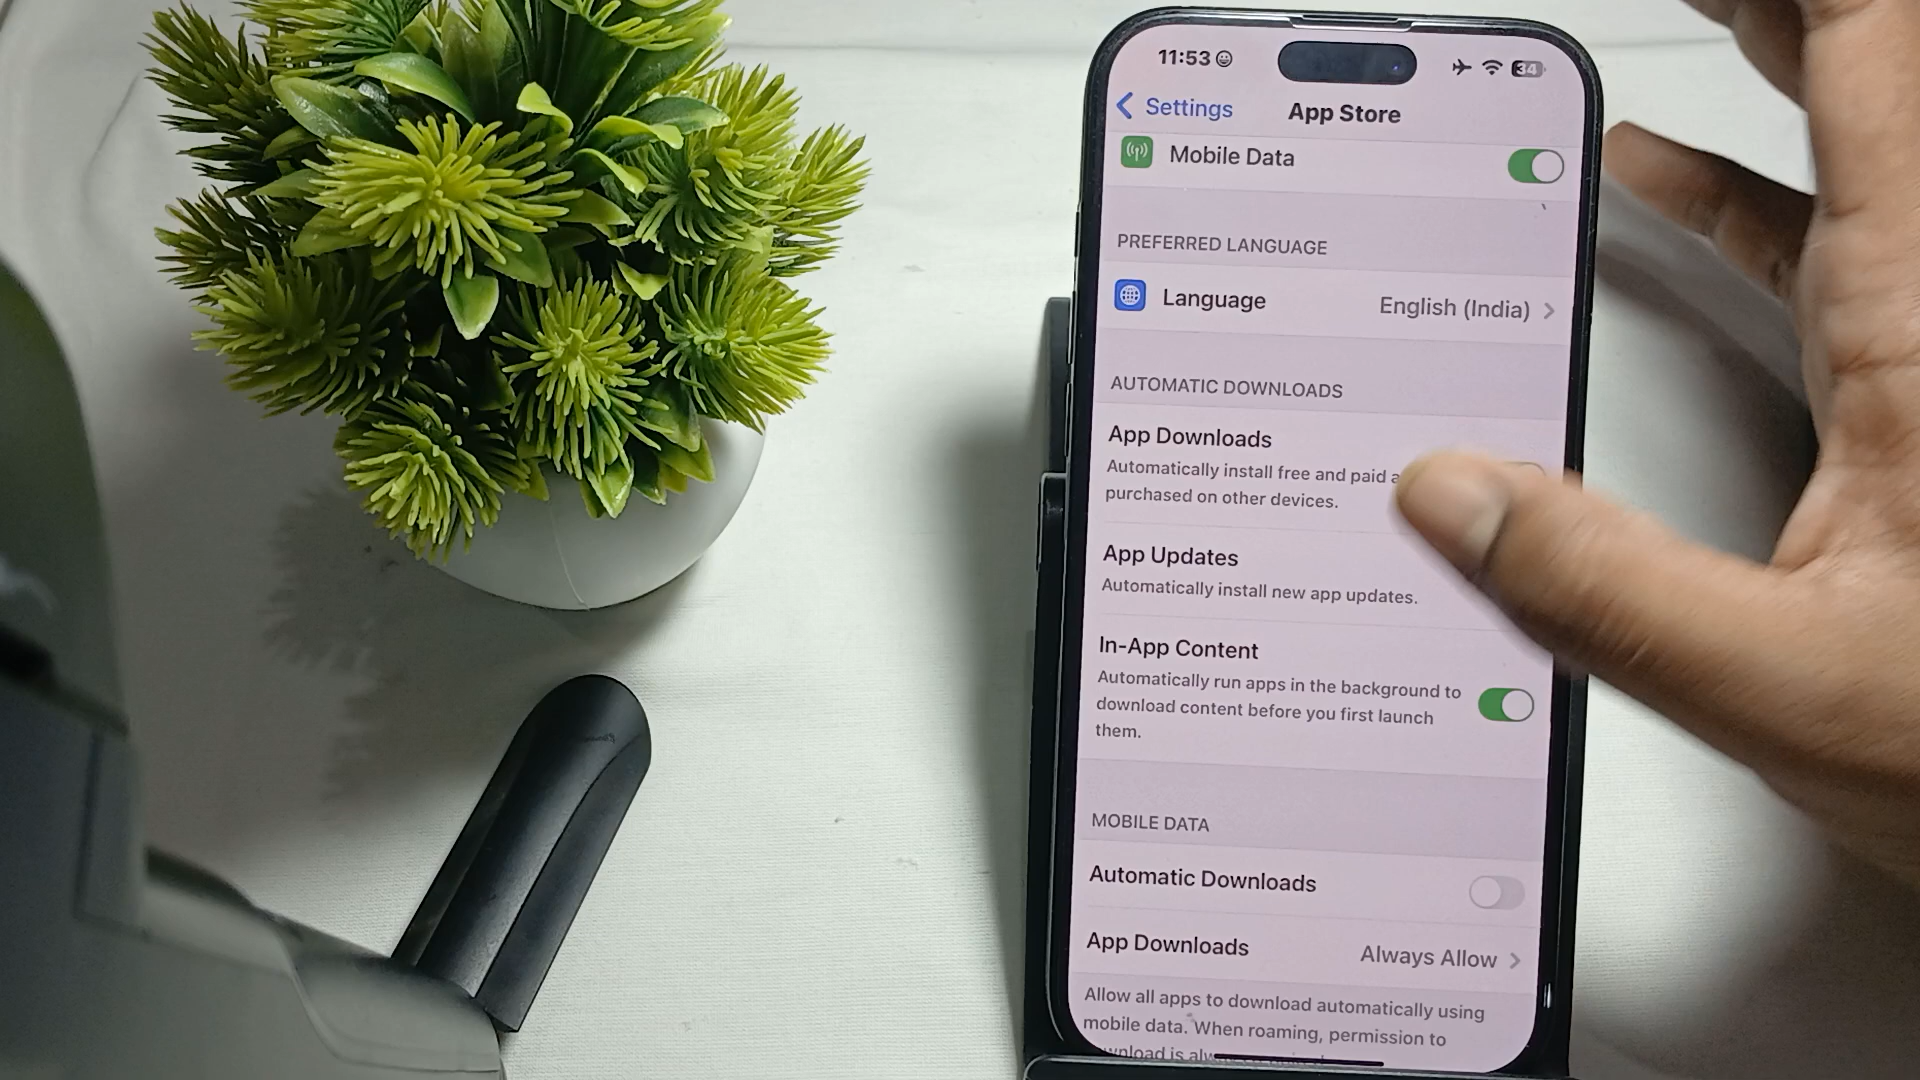 11:53
34
Settings
App Store
Mobile Data
PREFERRED LANGUAGE
Language
English (India)
AUTOMATIC DOWNLOADS
App Downloads
Automatically install free and paid
purchased on other devices.
App Updates
Automatically install new app updates.
In-App Content
Automatically run apps in the background to
download content before you first launch
them.
MOBILE DATA
Automatic Downloads
App Downloads
Always Allow
Allow all apps to download automatically using
mobile data. When roaming, permission to
is